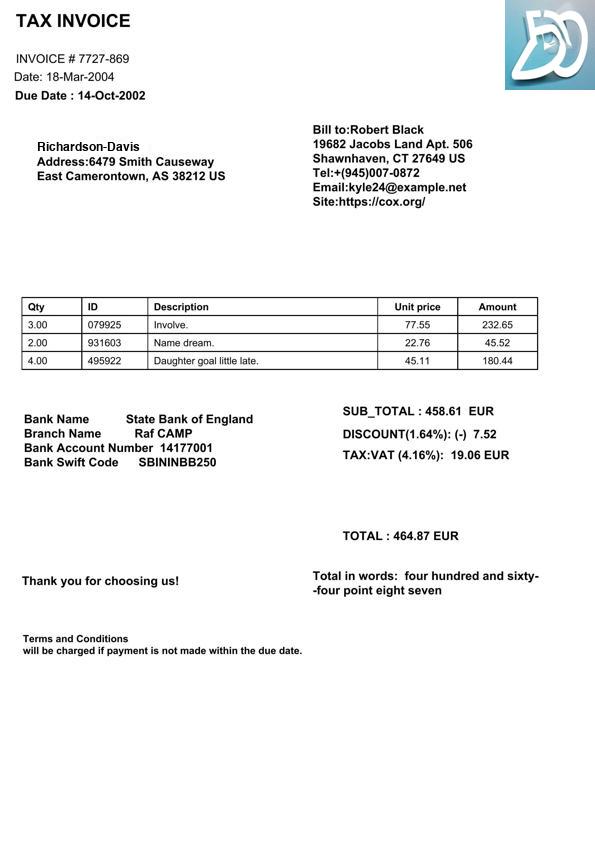 TAX INVOICE
INVOICE # 7727-869
Date: 18-Mar-2004
Due Date : 14-Oct-2002
Richardson-Davis
Address:6479 Smith Causeway
East Camerontown, AS 38212 US
Bill to:Robert Black
19682 Jacobs Land Apt. 506
Shawnhaven, CT 27649 US
Tel:+(945)007-0872
Email:kyle24@example.net
Site:https://cox.org/
Qty ID Description Unit price Amount
3.00 079925 Involve. 77.55 232.65
2.00 931603 Name dream. 22.76 45.52
4.00 495922 Daughter goal little late. 45.11 180.44
Bank Name State Bank of England
Branch Name Raf CAMP
Bank Account Number 14177001
Bank Swift Code SBININBB250
SUB_TOTAL : 458.61 EUR
DISCOUNT(1.64%): (-) 7.52
TAX:VAT (4.16%): 19.06 EUR
TOTAL : 464.87 EUR
Thank you for choosing us!
Total in words: four hundred and sixty-
-four point eight seven
Terms and Conditions
will be charged if payment is not made within the due date.